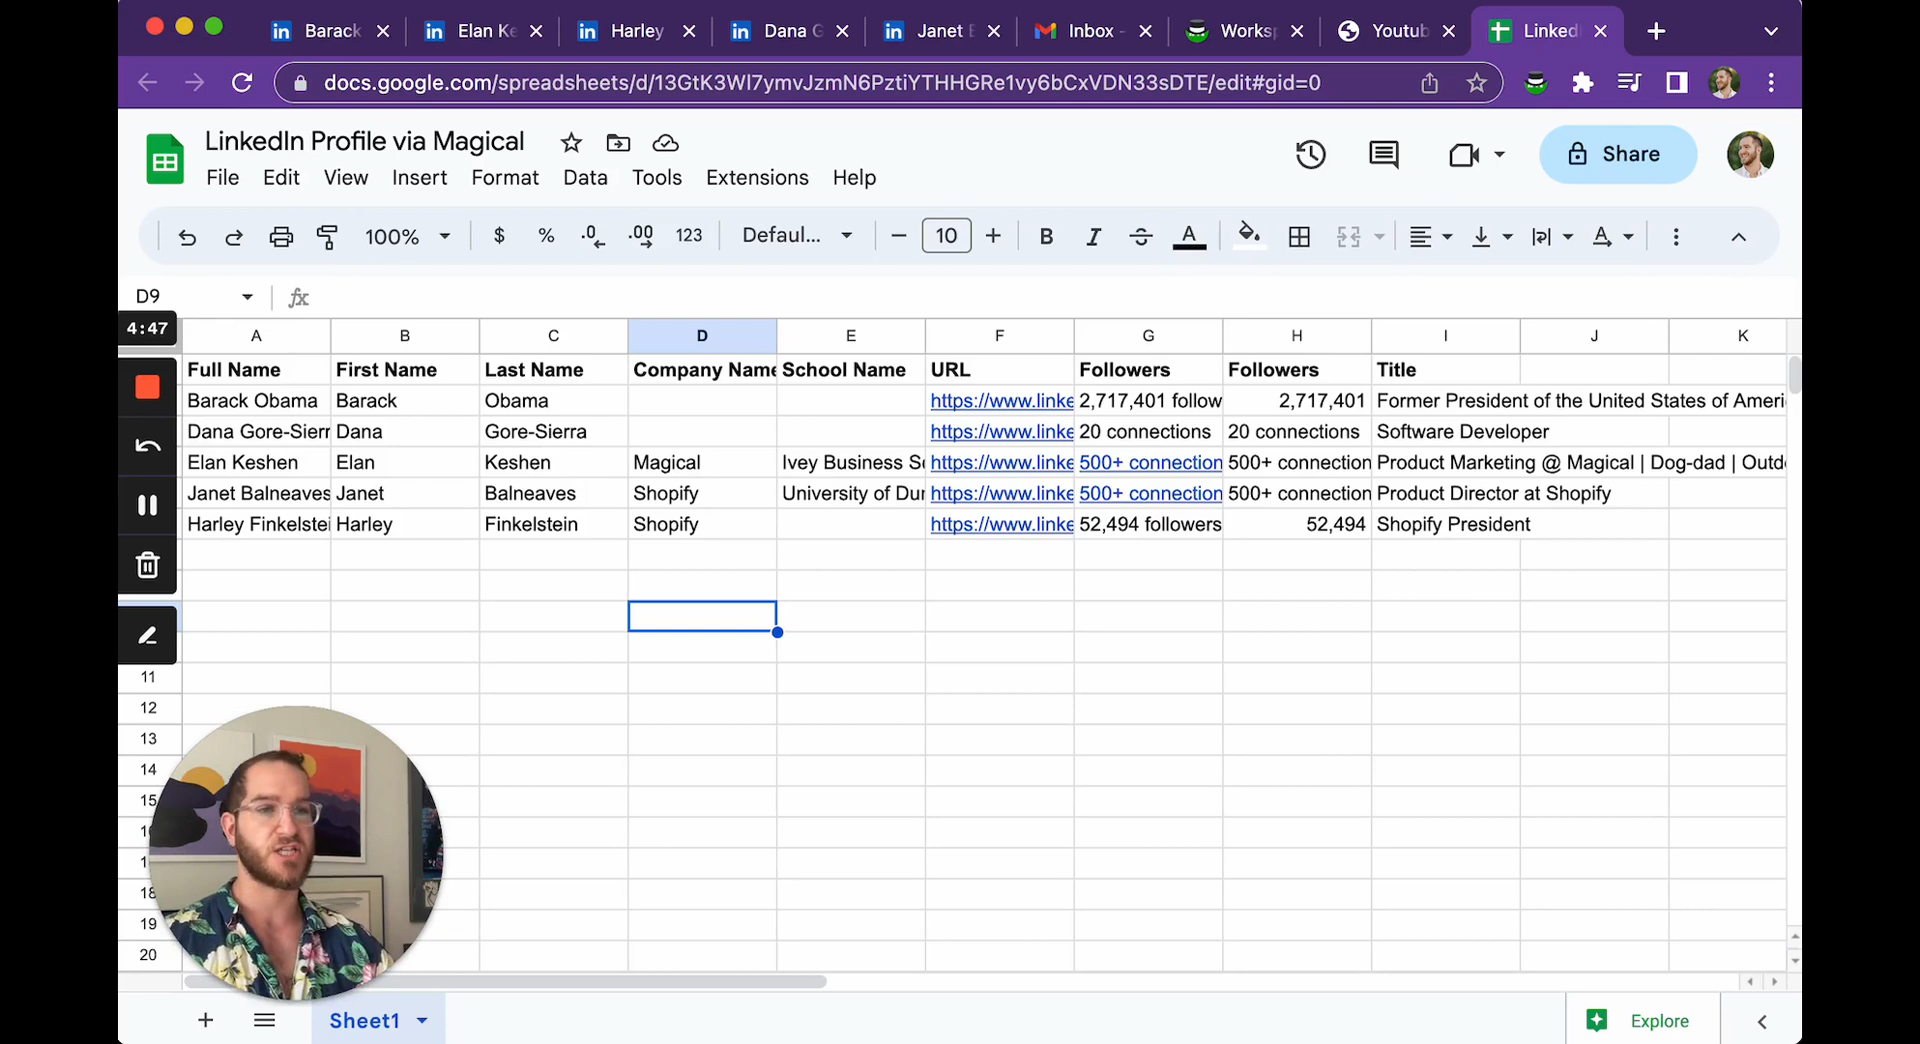 Barack
Elan Ke
Harley
Dana G
Janet B
Inbox -
Worksp
Youtub
Linked
docs.google.com/spreadsheets/d/13GtK3Wl7ymvJzmN6PztiYTHHGRe1vy6bCxVDN33sDTE/edit#gid=0
LinkedIn Profile via Magical
Share
File Edit View Insert Format Data Tools Extensions Help
100% $ % .0 .00 123 Defaul... 10 B I S A
D9 fx
4:47
A B C D E F G H I J K
Full Name First Name Last Name Company Name School Name URL Followers Followers Title
Barack Obama Barack Obama https://www.linke 2,717,401 follow 2,717,401 Former President of the United States of Ameri
Dana Gore-Sierr Dana Gore-Sierra https://www.linke 20 connections 20 connections Software Developer
Elan Keshen Elan Keshen Magical Ivey Business Sc https://www.linke 500+ connection 500+ connection Product Marketing @ Magical | Dog-dad | Outdo
Janet Balneaves Janet Balneaves Shopify University of Dur https://www.linke 500+ connection 500+ connection Product Director at Shopify
Harley Finkelstei Harley Finkelstein Shopify https://www.linke 52,494 followers 52,494 Shopify President
11
12
13
14
15
18
19
20
Sheet1
Explore